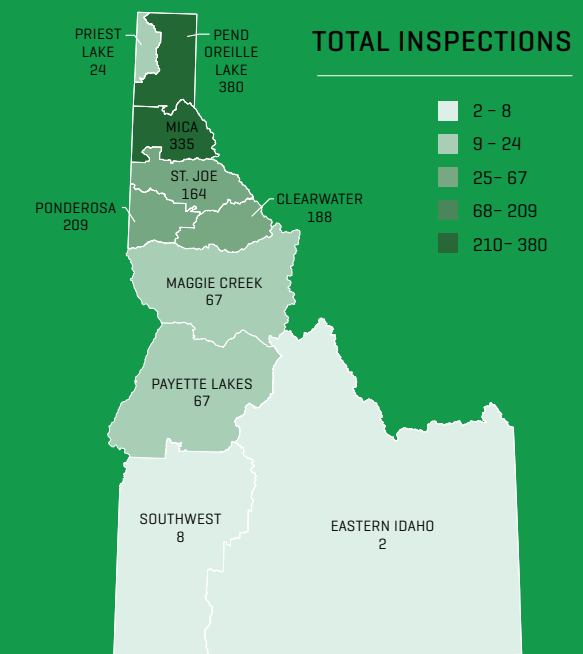 TOTAL INSPECTIONS
2 – 8
9 – 24
25– 67
68– 209
210– 380
PRIEST
LAKE
24
PEND
OREILLE
LAKE
380
MICA
335
ST. JOE
164
PONDEROSA
209
CLEARWATER
188
MAGGIE CREEK
67
PAYETTE LAKES
67
SOUTHWEST
8
EASTERN IDAHO
2